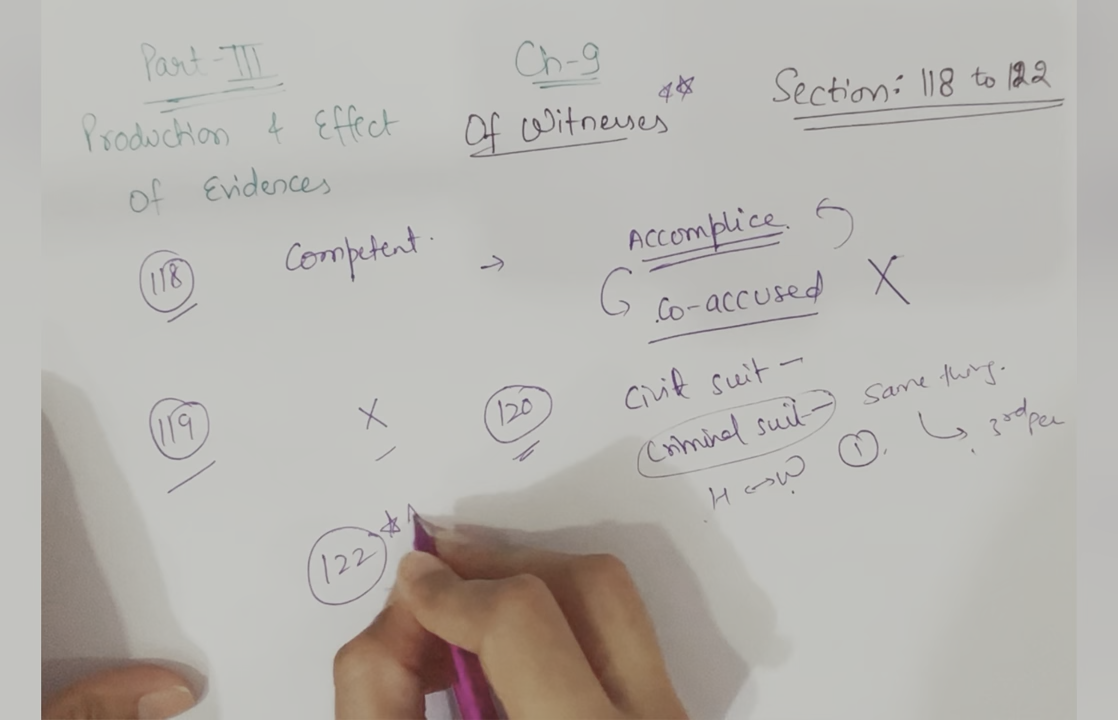 Part-III
Production & Effect
of Evidences
Ch-9
Of Witnesses
Section: 118 to 122
118 Competent. → Accomplice.
Co-accused X
119 X
120 Civil suit -
Criminal suit - same thing.
H ↔ W 1. ↳ 3rd per
122